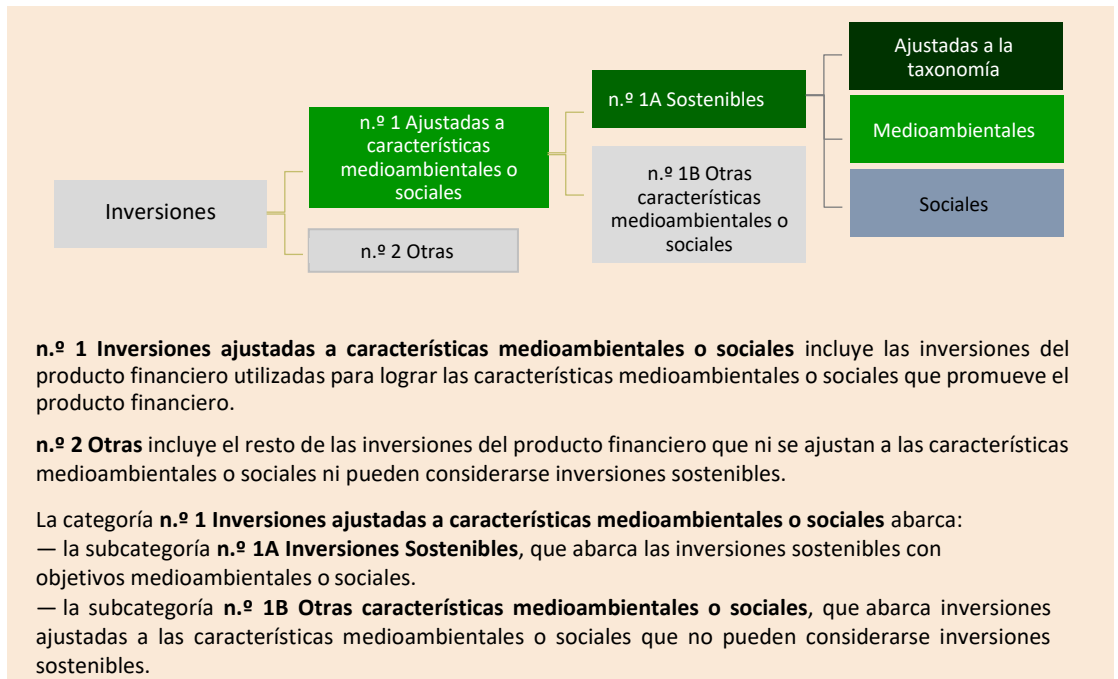 Inversiones
n.º 1 Ajustadas a
características
medioambientales o
sociales
n.º 2 Otras
n.º 1A Sostenibles
n.º 1B Otras
características
medioambientales o
sociales
Ajustadas a la
taxonomía
Medioambientales
Sociales
n.º 1 Inversiones ajustadas a características medioambientales o sociales incluye las inversiones del
producto financiero utilizadas para lograr las características medioambientales o sociales que promueve el
producto financiero.
n.º 2 Otras incluye el resto de las inversiones del producto financiero que ni se ajustan a las características
medioambientales o sociales ni pueden considerarse inversiones sostenibles.
La categoría n.º 1 Inversiones ajustadas a características medioambientales o sociales abarca:
— la subcategoría n.º 1A Inversiones Sostenibles, que abarca las inversiones sostenibles con
objetivos medioambientales o sociales.
— la subcategoría n.º 1B Otras características medioambientales o sociales, que abarca inversiones
ajustadas a las características medioambientales o sociales que no pueden considerarse inversiones
sostenibles.